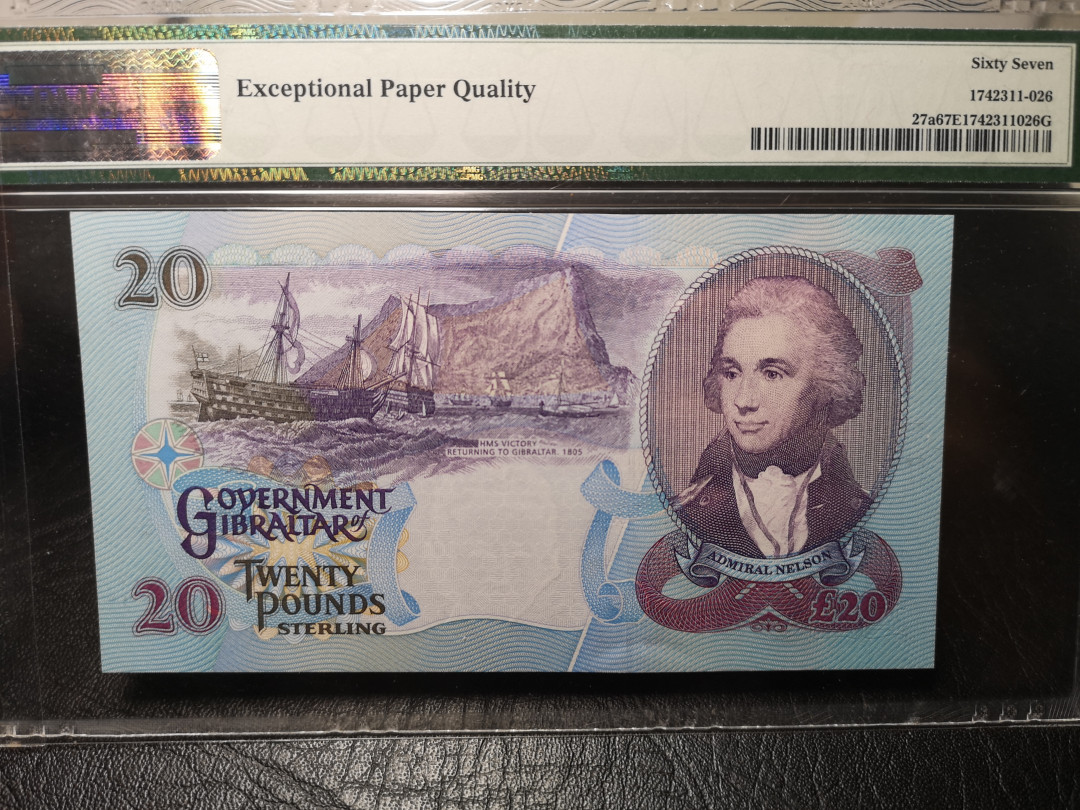 Exceptional Paper Quality
Sixty Seven
1742311-026
27a67E1742311026G
20
HMS VICTORY
RETURNING TO GIBRALTAR. 1805
GOVERNMENT
of
GIBRALTAR
TWENTY
POUNDS
STERLING
20
ADMIRAL NELSON
£20